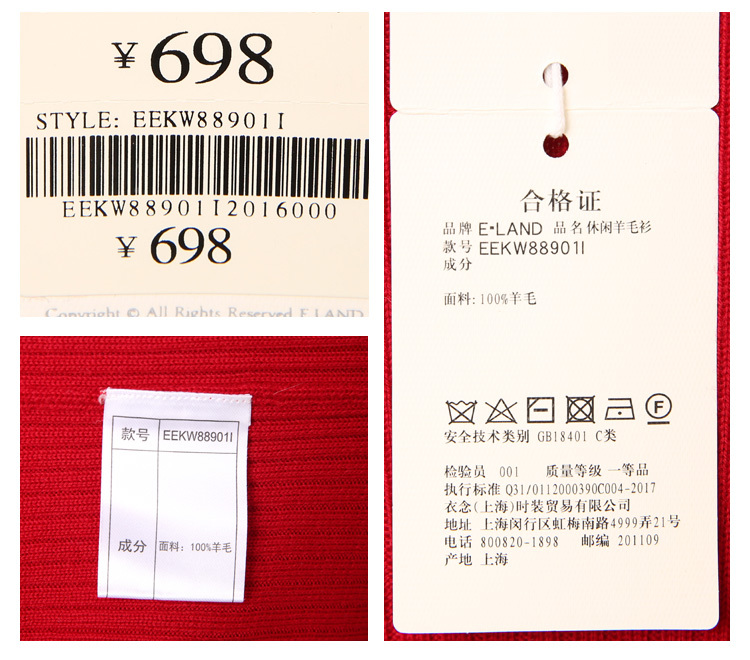 ¥698
STYLE: EEKW88901I
EEKW88901I2016000
¥698
Copyright © All Rights Reserved E.LAND
款号 EEKW88901I
成分 面料: 100%羊毛
合格证
品牌 E·LAND 品名 休闲羊毛衫
款号 EEKW88901I
成分
面料: 100%羊毛
F
安全技术类别 GB18401 C类
检验员 001 质量等级 一等品
执行标准 Q31/0112000390C004-2017
衣念(上海)时装贸易有限公司
地址 上海闵行区虹梅南路4999弄21号
电话 800820-1898 邮编 201109
产地 上海